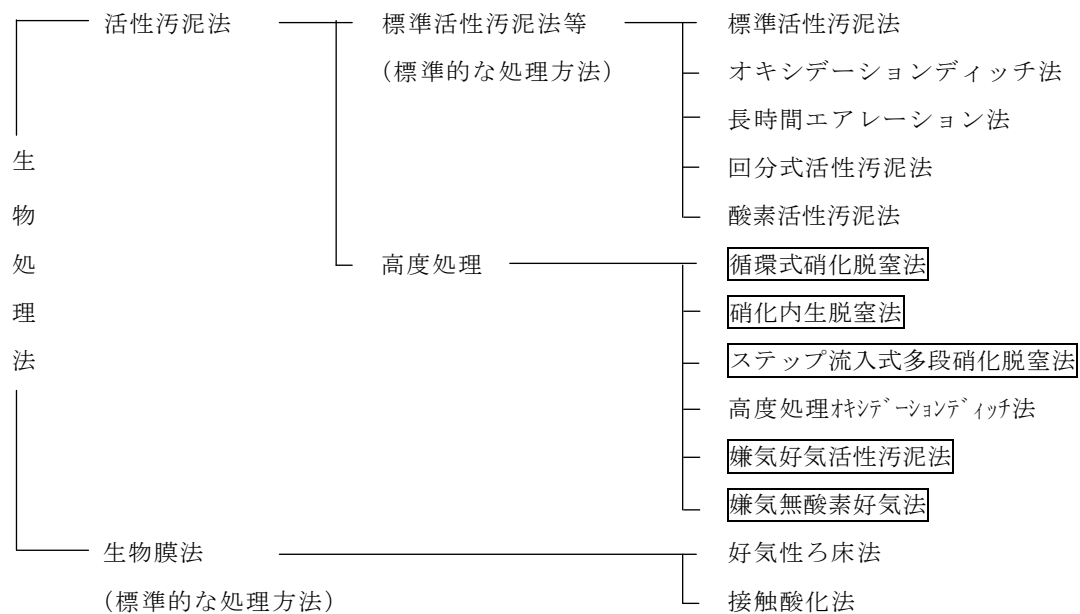 活性汚泥法 標準活性汚泥法等 標準活性汚泥法
(標準的な処理方法) オキシデーションディッチ法
長時間エアレーション法
生物処理法
回分式活性汚泥法
酸素活性汚泥法
高度処理 循環式硝化脱窒法
硝化内生脱窒法
ステップ流入式多段硝化脱窒法
高度処理ｵｷｼﾃﾞｰｼｮﾝﾃﾞｨｯﾁ法
嫌気好気活性汚泥法
嫌気無酸素好気法
生物膜法 好気性ろ床法
(標準的な処理方法) 接触酸化法